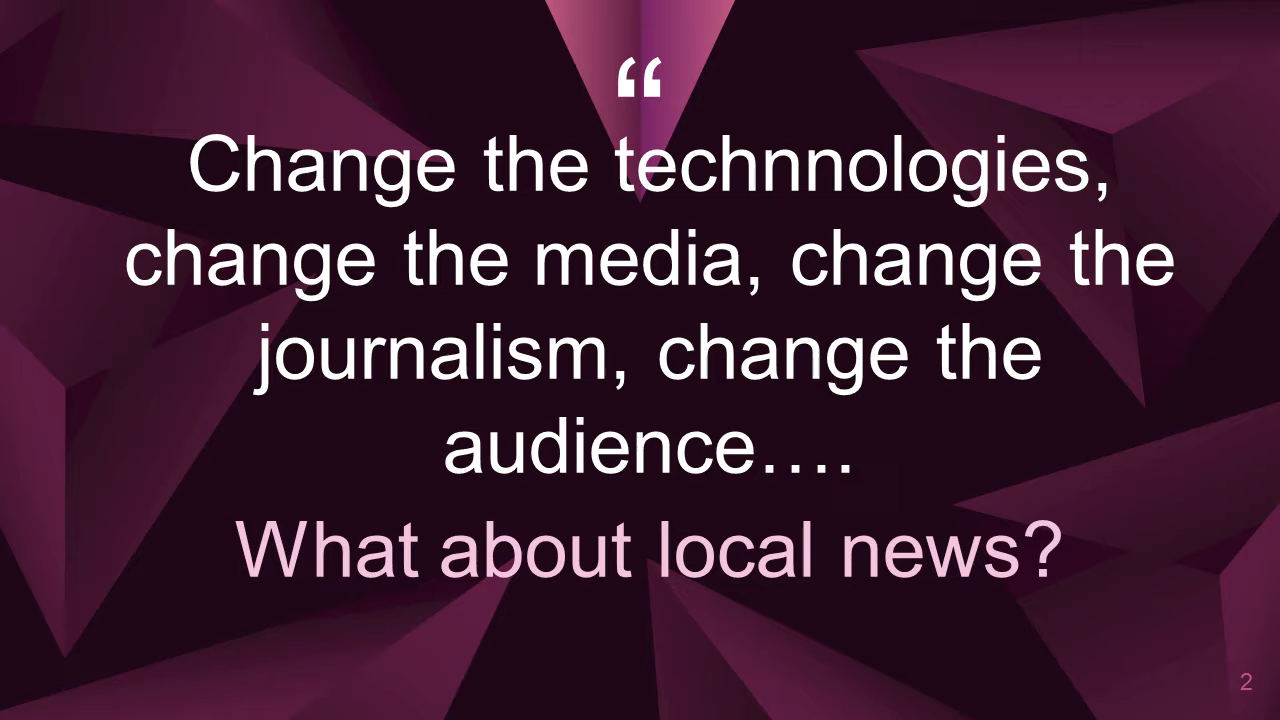 “
Change the technnologies,
change the media, change the
journalism, change the
audience….
What about local news?
2